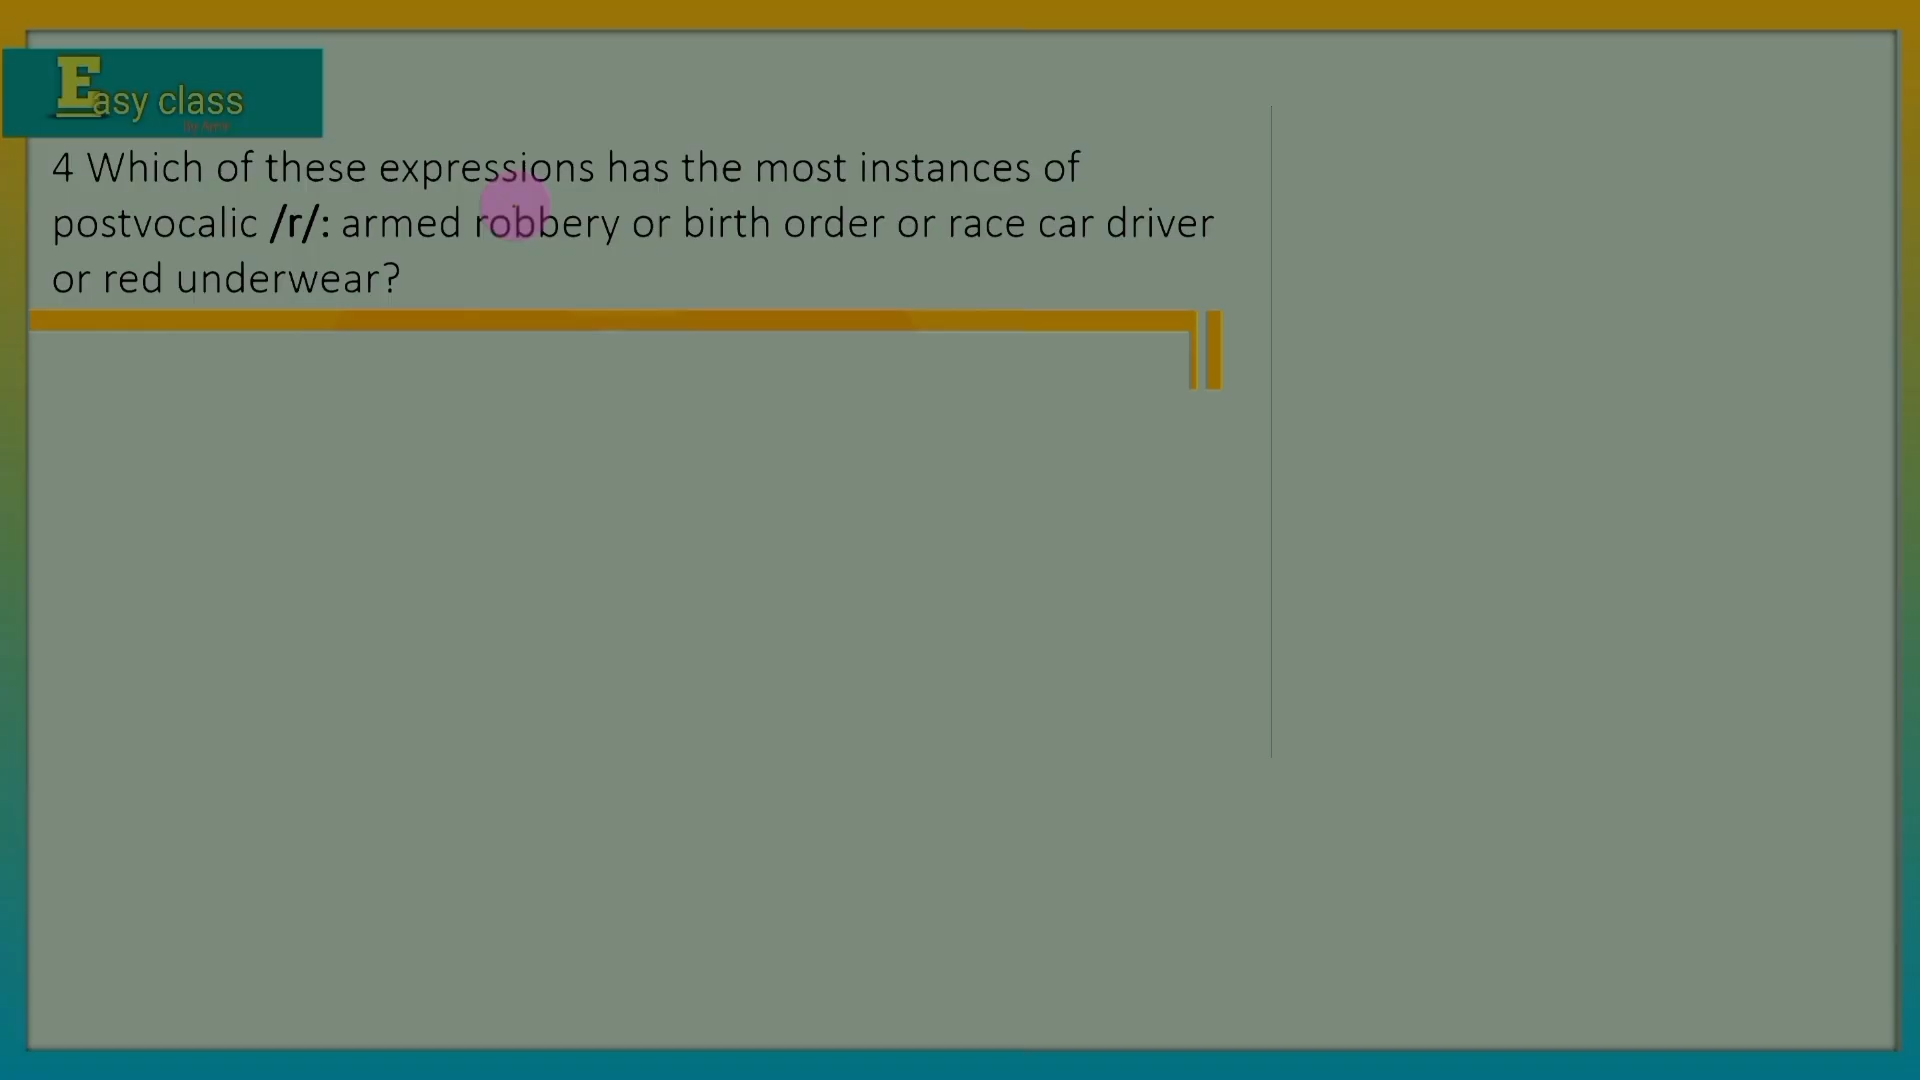 Easy class
4 Which of these expressions has the most instances of
postvocalic /r/: armed robbery or birth order or race car driver
or red underwear?